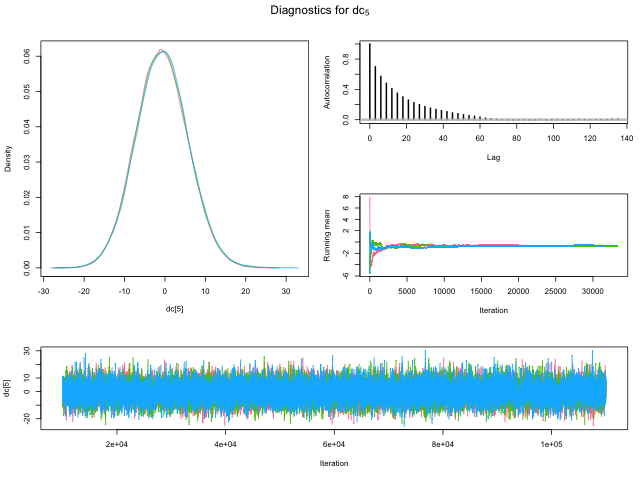 Diagnostics for dc5
0.00 0.01 0.02 0.03 0.04 0.05 0.06
Density
-30 -20 -10 0 10 20 30
dc[5]
0.0 0.4 0.8
Autocorrelation
0 20 40 60 80 100 120 140
Lag
-6 -2 2 4 6 8
Running mean
0 5000 10000 15000 20000 25000 30000
Iteration
-20 0 10 30
dc[5]
2e+04 4e+04 6e+04 8e+04 1e+05
Iteration